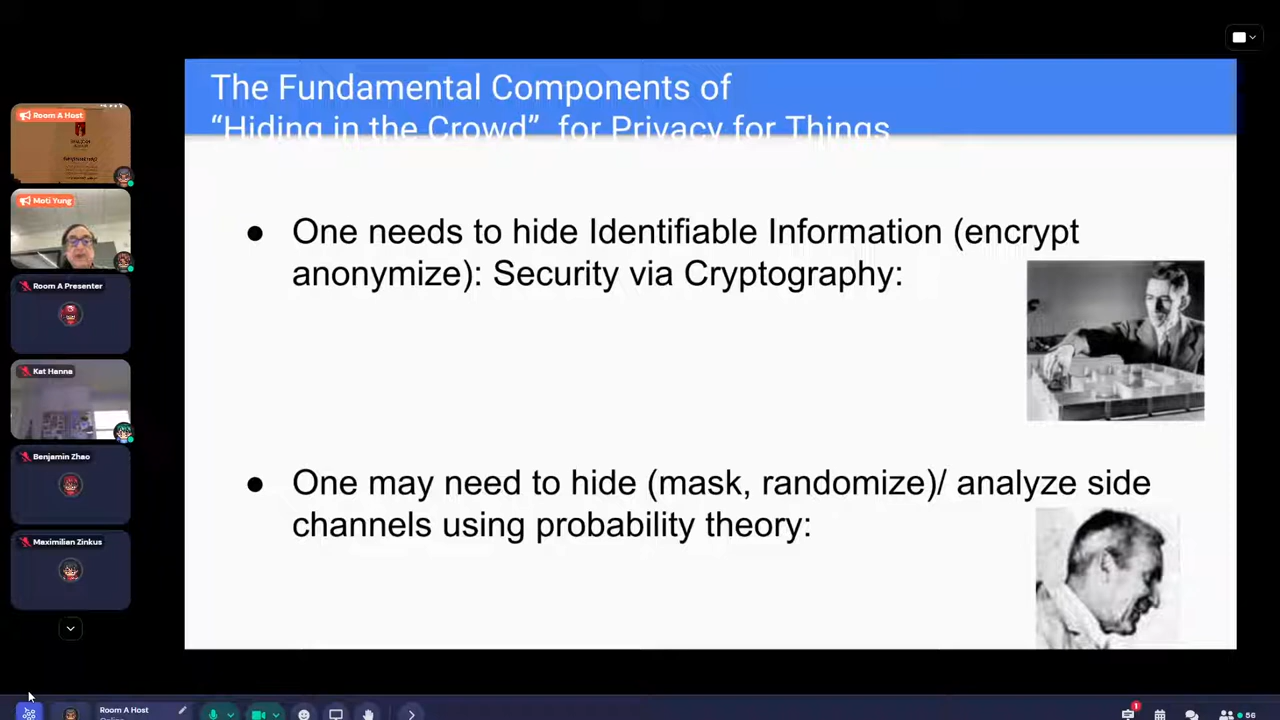 The Fundamental Components of
“Hiding in the Crowd” for Privacy for Things
● One needs to hide Identifiable Information (encrypt
anonymize): Security via Cryptography:
● One may need to hide (mask, randomize)/ analyze side
channels using probability theory:
Room A Host
Moti Yung
Room A Presenter
Kat Hanna
Benjamin Zhao
Maximilian Zinkus
Room A Host
1
56